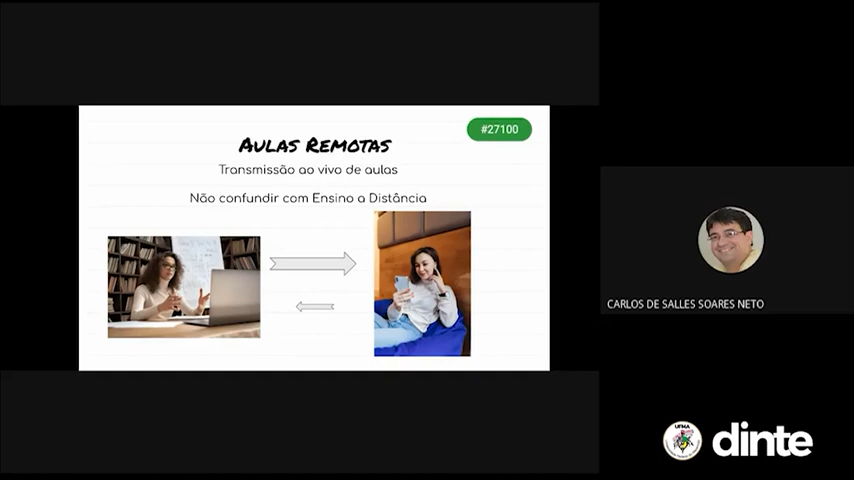 #27100
AULAS REMOTAS
Transmissão ao vivo de aulas
Não confundir com Ensino a Distância
CARLOS DE SALLES SOARES NETO
UFMA
dinte